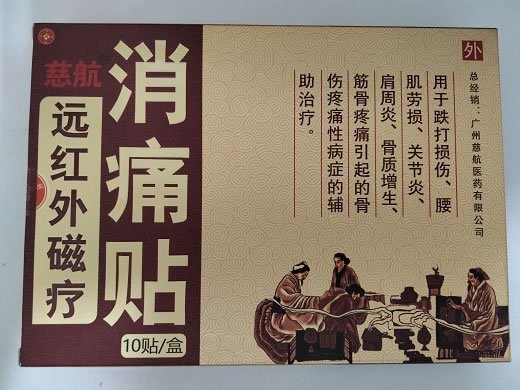 慈航
消痛贴
远红外磁疗
10贴/盒
外
总经销：广州慈航医药有限公司
用于跌打损伤、腰
肌劳损、关节炎、
肩周炎、骨质增生、
筋骨疼痛引起的骨
伤疼痛性病症的辅
助治疗。